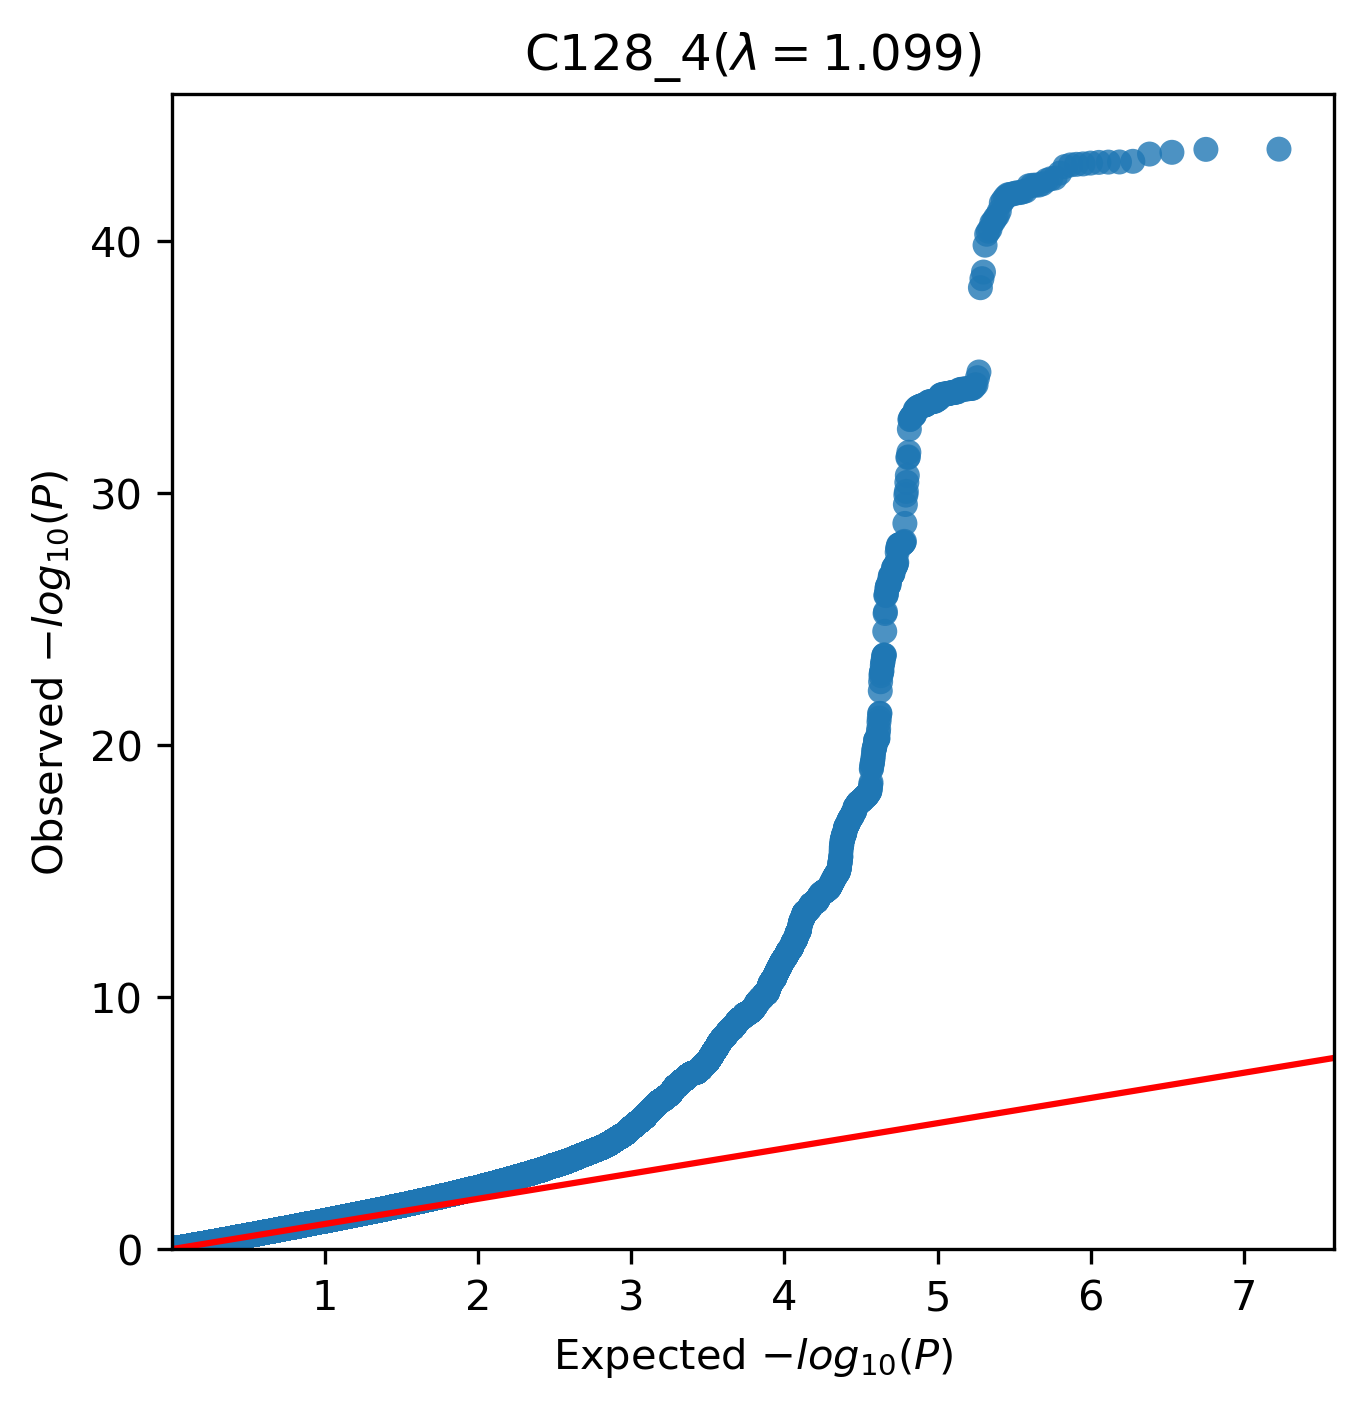 C128_4(λ = 1.099)
Observed −log₁₀(P)
40
30
20
10
0
1 2 3 4 5 6 7
Expected −log₁₀(P)